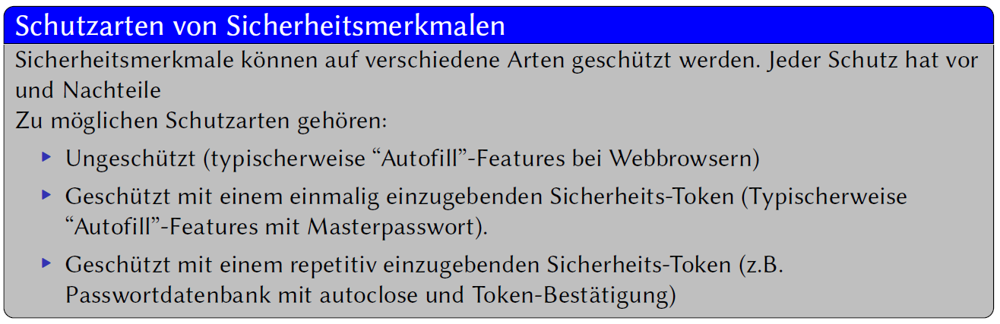 Schutzarten von Sicherheitsmerkmalen
Sicherheitsmerkmale können auf verschiedene Arten geschützt werden. Jeder Schutz hat vor
und Nachteile
Zu möglichen Schutzarten gehören:
Ungeschützt (typischerweise “Autofill”-Features bei Webbrowsern)
Geschützt mit einem einmalig einzugebenden Sicherheits-Token (Typischerweise
“Autofill”-Features mit Masterpasswort).
Geschützt mit einem repetitiv einzugebenden Sicherheits-Token (z.B.
Passwortdatenbank mit autoclose und Token-Bestätigung)